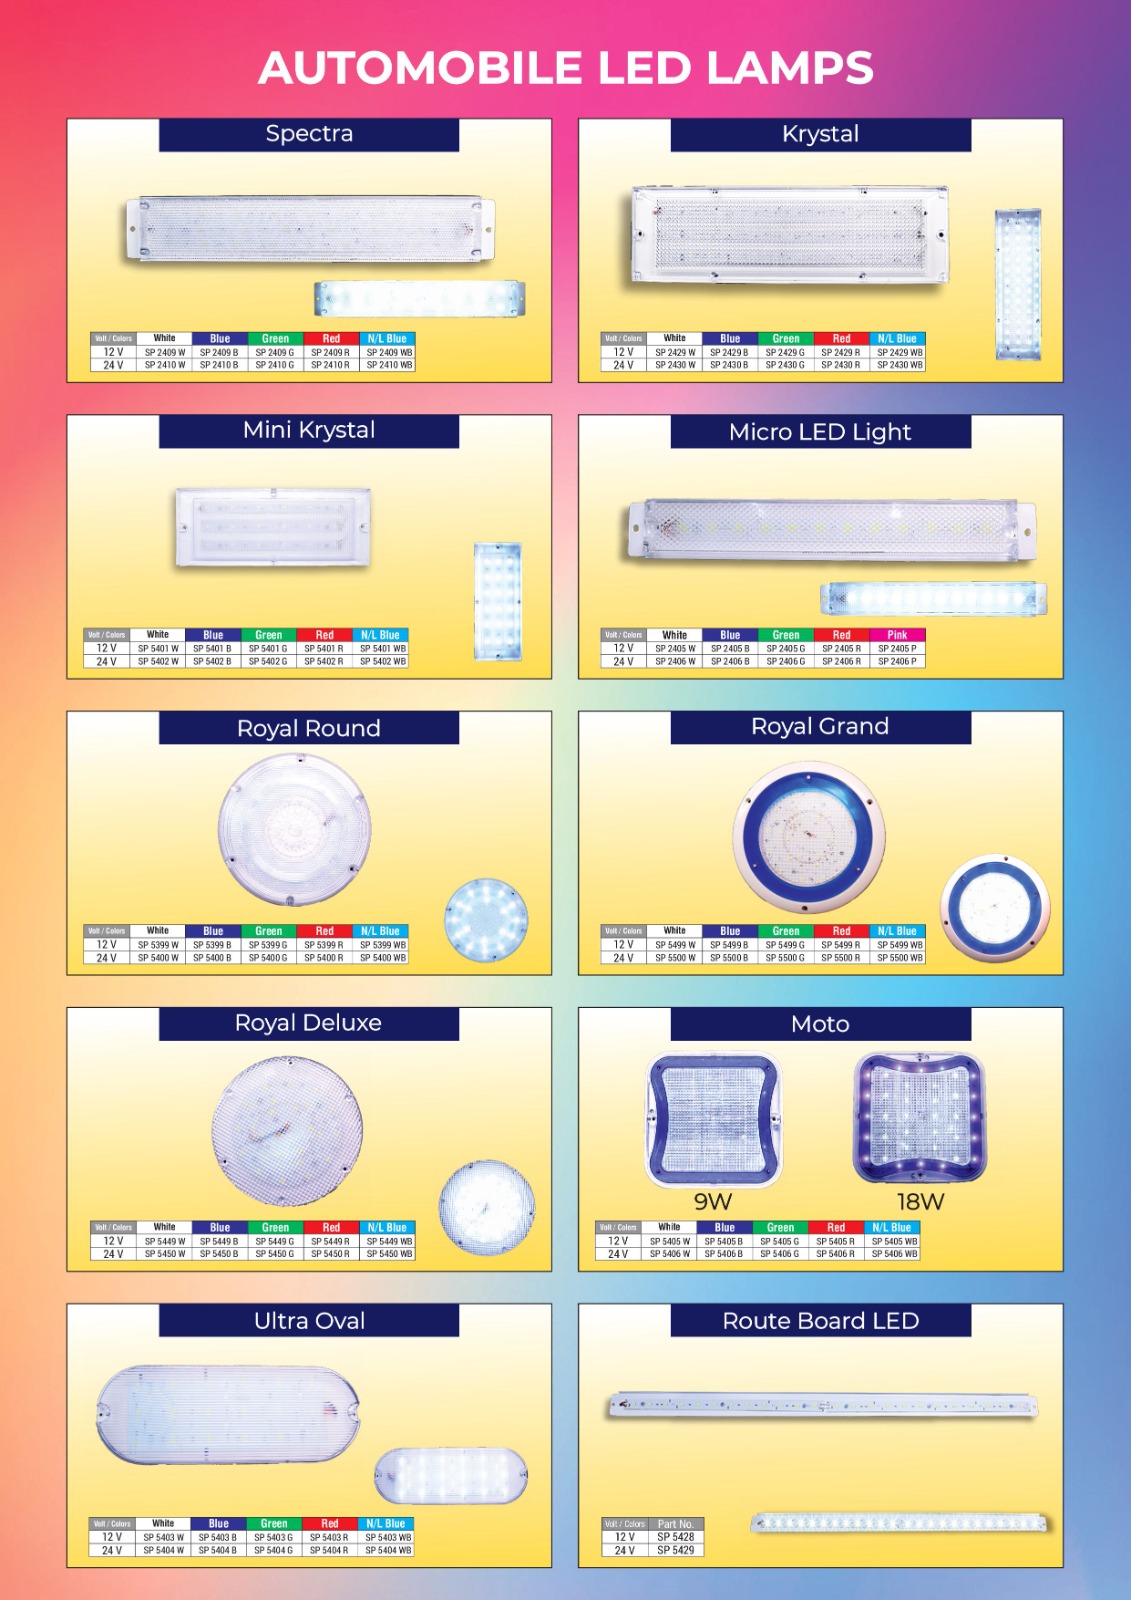 AUTOMOBILE LED LAMPS
Spectra
Volt / Colors White Blue Green Red N/L Blue
12 V SP 2409 W SP 2409 B SP 2409 G SP 2409 R SP 2409 WB
24 V SP 2410 W SP 2410 B SP 2410 G SP 2410 R SP 2410 WB
Krystal
Volt / Colors White Blue Green Red N/L Blue
12 V SP 2429 W SP 2429 B SP 2429 G SP 2429 R SP 2429 WB
24 V SP 2430 W SP 2430 B SP 2430 G SP 2430 R SP 2430 WB
Mini Krystal
Volt / Colors White Blue Green Red N/L Blue
12 V SP 5401 W SP 5401 B SP 5401 G SP 5401 R SP 5401 WB
24 V SP 5402 W SP 5402 B SP 5402 G SP 5402 R SP 5402 WB
Micro LED Light
Volt / Colors White Blue Green Red Pink
12 V SP 2405 W SP 2405 B SP 2405 G SP 2405 R SP 2405 P
24 V SP 2406 W SP 2406 B SP 2406 G SP 2406 R SP 2406 P
Royal Round
Volt / Colors White Blue Green Red N/L Blue
12 V SP 5399 W SP 5399 B SP 5399 G SP 5399 R SP 5399 WB
24 V SP 5400 W SP 5400 B SP 5400 G SP 5400 R SP 5400 WB
Royal Grand
Volt / Colors White Blue Green Red N/L Blue
12 V SP 5499 W SP 5499 B SP 5499 G SP 5499 R SP 5499 WB
24 V SP 5500 W SP 5500 B SP 5500 G SP 5500 R SP 5500 WB
Royal Deluxe
Volt / Colors White Blue Green Red N/L Blue
12 V SP 5449 W SP 5449 B SP 5449 G SP 5449 R SP 5449 WB
24 V SP 5450 W SP 5450 B SP 5450 G SP 5450 R SP 5450 WB
Moto
9W 18W
Volt / Colors White Blue Green Red N/L Blue
12 V SP 5405 W SP 5405 B SP 5405 G SP 5405 R SP 5405 WB
24 V SP 5406 W SP 5406 B SP 5406 G SP 5406 R SP 5406 WB
Ultra Oval
Volt / Colors White Blue Green Red N/L Blue
12 V SP 5403 W SP 5403 B SP 5403 G SP 5403 R SP 5403 WB
24 V SP 5404 W SP 5404 B SP 5404 G SP 5404 R SP 5404 WB
Route Board LED
Volt / Colors Part No.
12 V SP 5428
24 V SP 5429